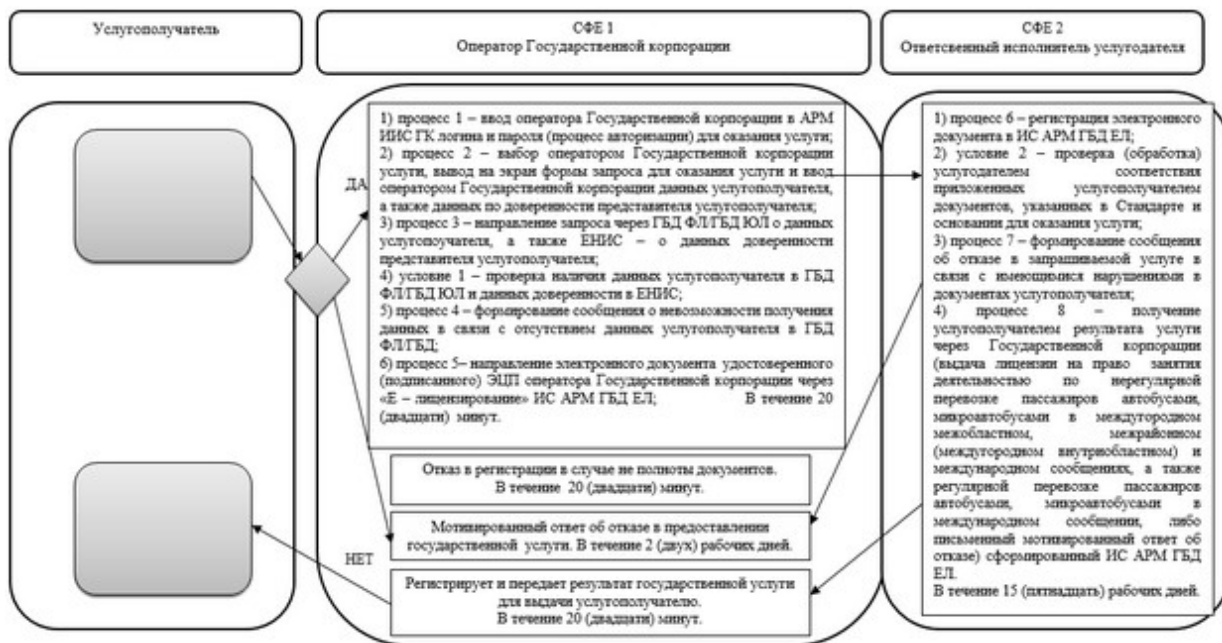 Услугополучатель
СФЕ 1
Оператор Государственной корпорации
СФЕ 2
Ответсвенный исполнитель услугодателя
ДА
1) процесс 1 – ввод оператора Государственной корпорации в АРМ
ИИС ГК логина и пароля (процесс авторизации) для оказания услуги;
2) процесс 2 – выбор оператором Государственной корпорации
услуги, вывод на экран формы запроса для оказания услуги и ввод
оператором Государственной корпорации данных услугополучателя,
а также данных по доверенности представителя услугополучателя;
3) процесс 3 – направление запроса через ГБД ФЛ/ГБД ЮЛ о данных
услугопоучателя, а также ЕНИС – о данных доверенности
представителя услугополучателя;
4) условие 1 – проверка наличия данных услугополучателя в ГБД
ФЛ/ГБД ЮЛ и данных доверенности в ЕНИС;
5) процесс 4 – формирование сообщения о невозможности получения
данных в связи с отсутствием данных услугополучателя в ГБД
ФЛ/ГБД;
6) процесс 5– направление электронного документа удостоверенного
(подписанного) ЭЦП оператора Государственной корпорации через
«Е – лицензирование» ИС АРМ ГБД ЕЛ; В течение 20
(двадцати) минут.
Отказ в регистрации в случае не полноты документов.
В течение 20 (двадцати) минут.
Мотивированный ответ об отказе в предоставлении
государственной услуги. В течение 2 (двух) рабочих дней.
НЕТ
Регистрирует и передает результат государственной услуги
для выдачи услугополучателю.
В течение 20 (двадцати) минут.
1) процесс 6 – регистрация электронного
документа в ИС АРМ ГБД ЕЛ;
2) условие 2 – проверка (обработка)
услугодателем соответствия
приложенных услугополучателем
документов, указанных в Стандарте и
основании для оказания услуги;
3) процесс 7 – формирование сообщения
об отказе в запрашиваемой услуге в
связи с имеющимися нарушениями в
документах услугополучателя;
4) процесс 8 – получение
услугополучателем результата услуги
через Государственной корпорации
(выдача лицензии на право занятия
деятельностью по нерегулярной
перевозке пассажиров автобусами,
микроавтобусами в междугородном
межобластном, межрайонном
(междугородном внутриобластном) и
международном сообщениях, а также
регулярной перевозке пассажиров
автобусами, микроавтобусами в
международном сообщении, либо
письменный мотивированный ответ об
отказе) сформированный ИС АРМ ГБД
ЕЛ.
В течение 15 (пятнадцать) рабочих дней.